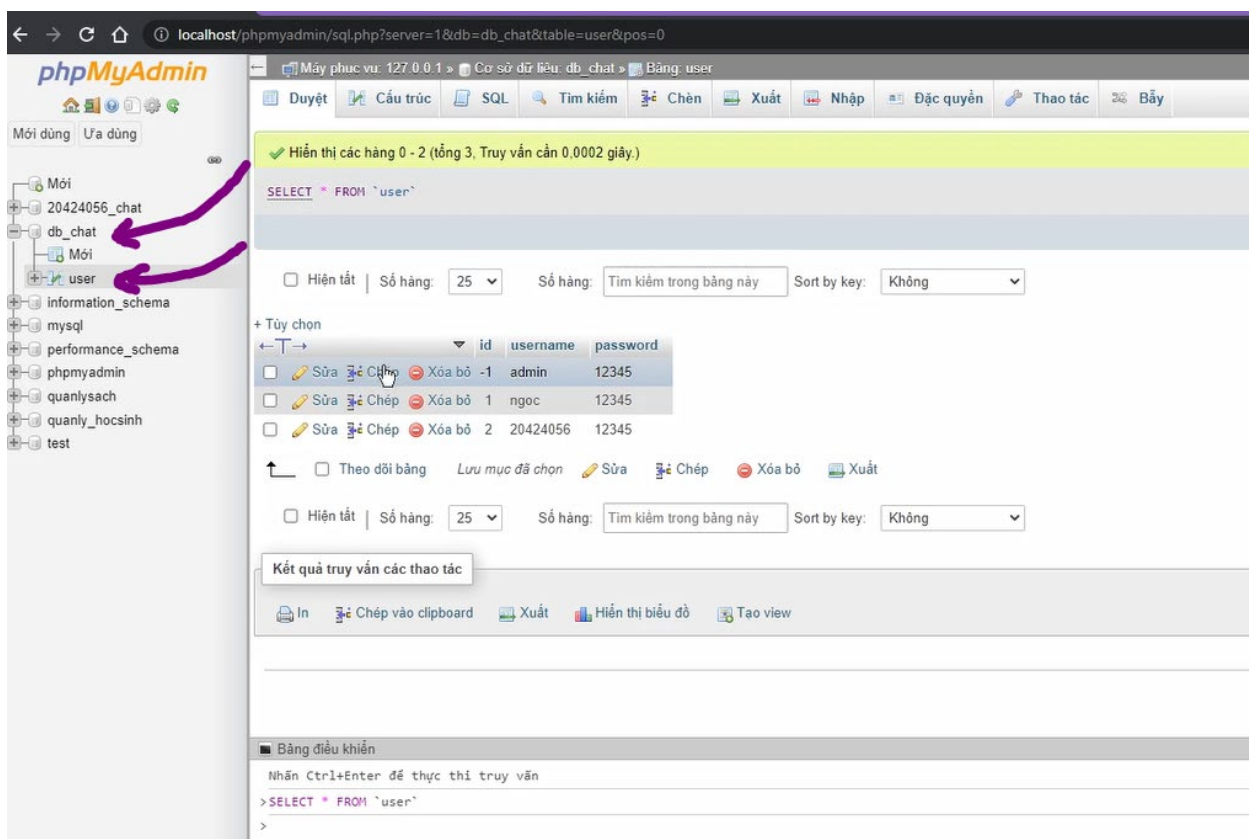 localhost/phpmyadmin/sql.php?server=1&db=db_chat&table=user&pos=0
phpMyAdmin
Mới dùng Ưa dùng
Mới
20424056_chat
db_chat
Mới
user
information_schema
mysql
performance_schema
phpmyadmin
quanlysach
quanly_hocsinh
test
Máy phục vụ: 127.0.0.1 » Cơ sở dữ liệu: db_chat » Bảng: user
Duyệt Cấu trúc SQL Tìm kiếm Chèn Xuất Nhập Đặc quyền Thao tác Bẫy
Hiển thị các hàng 0 - 2 (tổng 3, Truy vấn cần 0,0002 giây.)
SELECT * FROM `user`
Hiện tất | Số hàng: 25 Số hàng: Tìm kiếm trong bảng này Sort by key: Không
+ Tùy chọn
←T→ id username password
Sửa Chép Xóa bỏ -1 admin 12345
Sửa Chép Xóa bỏ 1 ngoc 12345
Sửa Chép Xóa bỏ 2 20424056 12345
Theo dõi bảng Lưu mục đã chọn Sửa Chép Xóa bỏ Xuất
Hiện tất | Số hàng: 25 Số hàng: Tìm kiếm trong bảng này Sort by key: Không
Kết quả truy vấn các thao tác
In Chép vào clipboard Xuất Hiển thị biểu đồ Tạo view
Bảng điều khiển
Nhấn Ctrl+Enter để thực thi truy vấn
>SELECT * FROM `user`
>